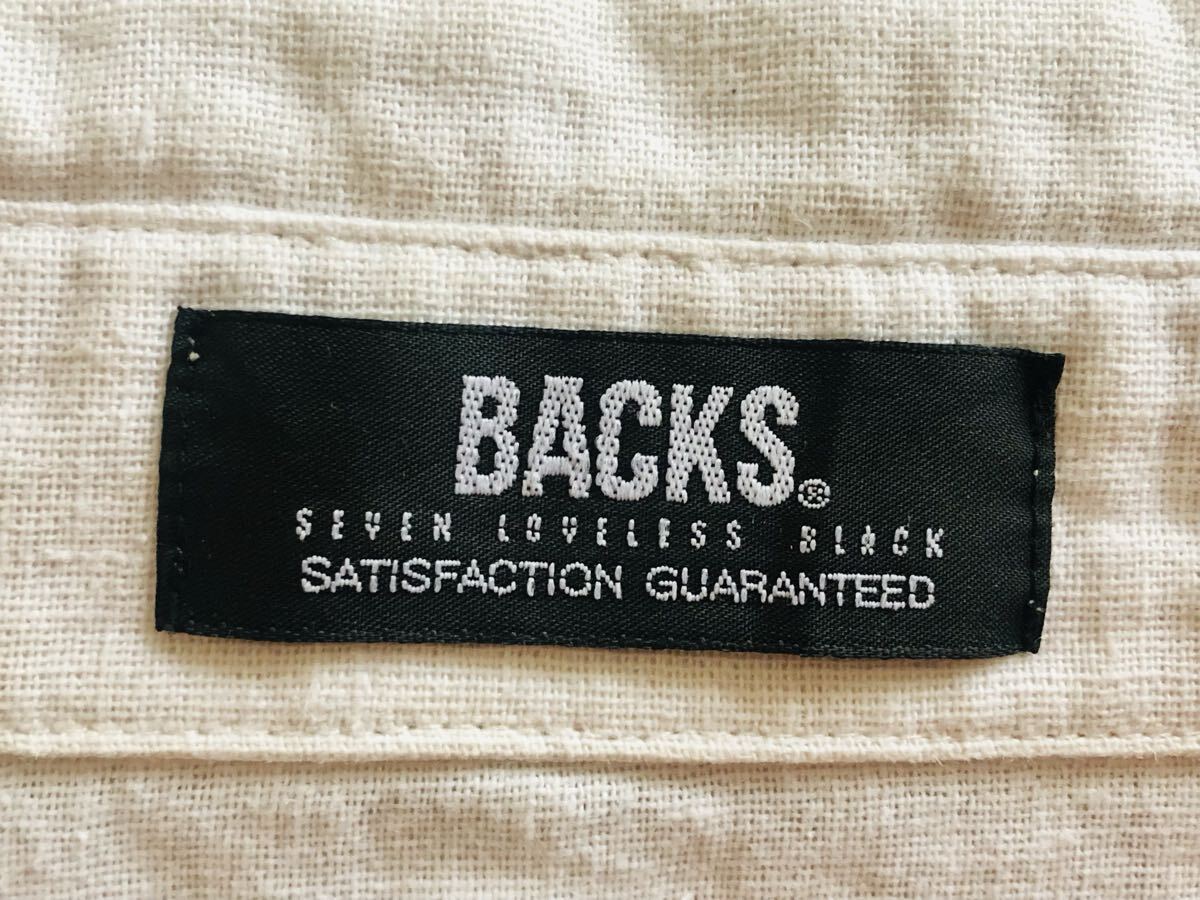 BACKS®
SEVEN LOVELESS BLACK
SATISFACTION GUARANTEED